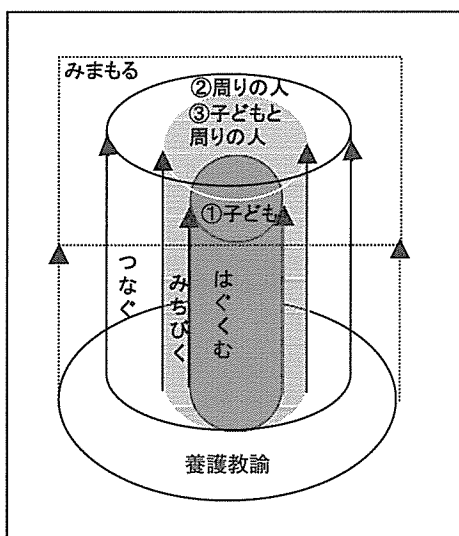 みまもる
②周りの人
③子どもと
周りの人
①子ども
つなぐ
みちびく
はぐくむ
養護教諭